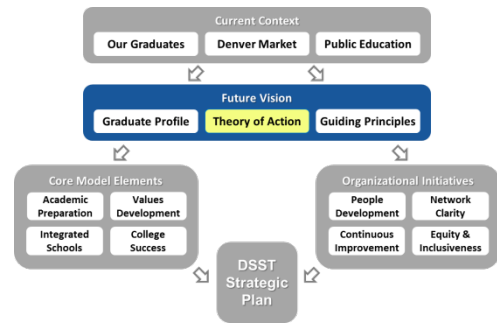 Current Context
Our Graduates
Denver Market
Public Education
Future Vision
Graduate Profile
Theory of Action
Guiding Principles
Core Model Elements
Academic
Preparation
Values
Development
Integrated
Schools
College
Success
Organizational Initiatives
People
Development
Network
Clarity
Continuous
Improvement
Equity &
Inclusiveness
DSST
Strategic
Plan